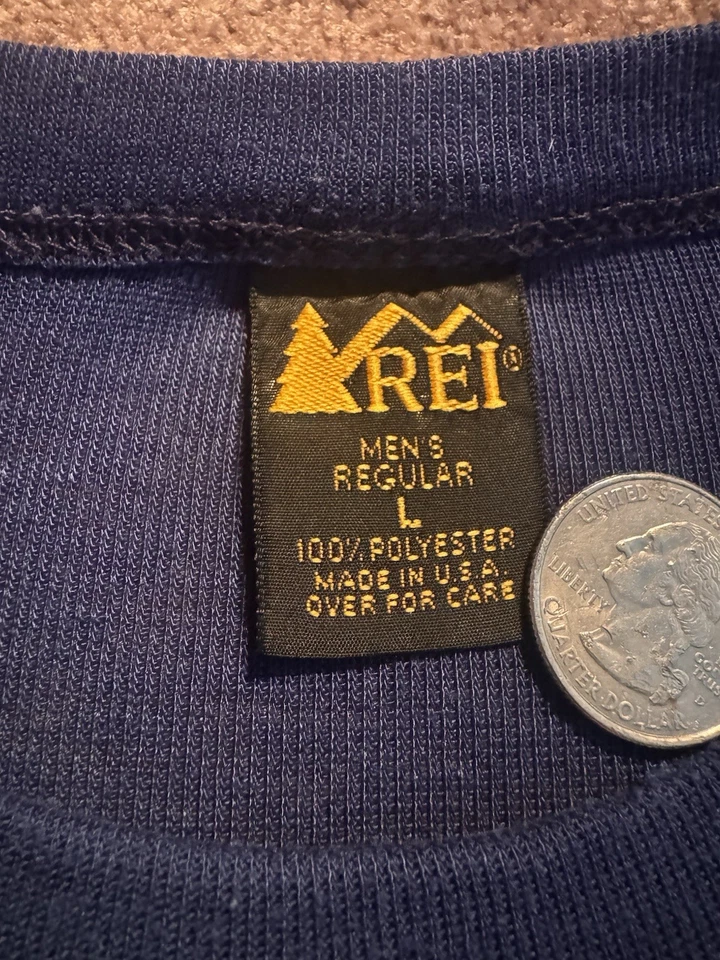 REI®
MEN'S
REGULAR
L
100% POLYESTER
MADE IN U.S.A.
OVER FOR CARE
UNITED STATES
LIBERTY
QUARTER DOLLAR